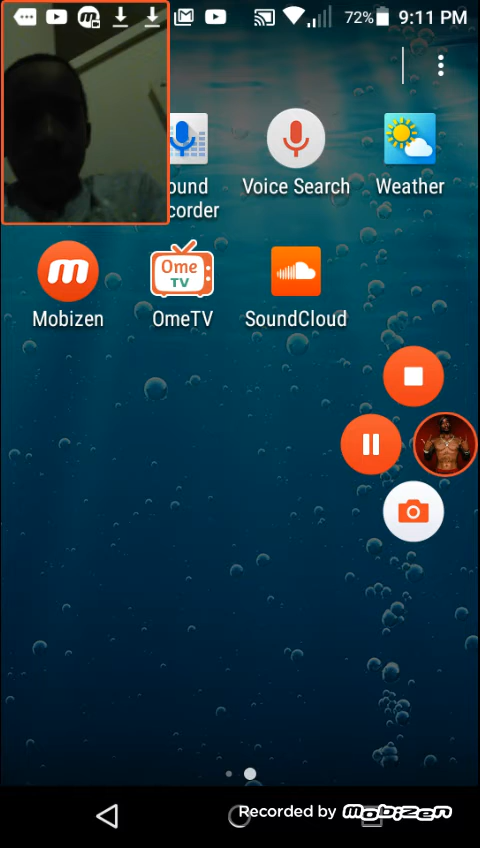 72% 9:11 PM
ound
corder
Voice Search
Weather
m
Mobizen
Ome
TV
OmeTV
SoundCloud
Recorded by mobizen